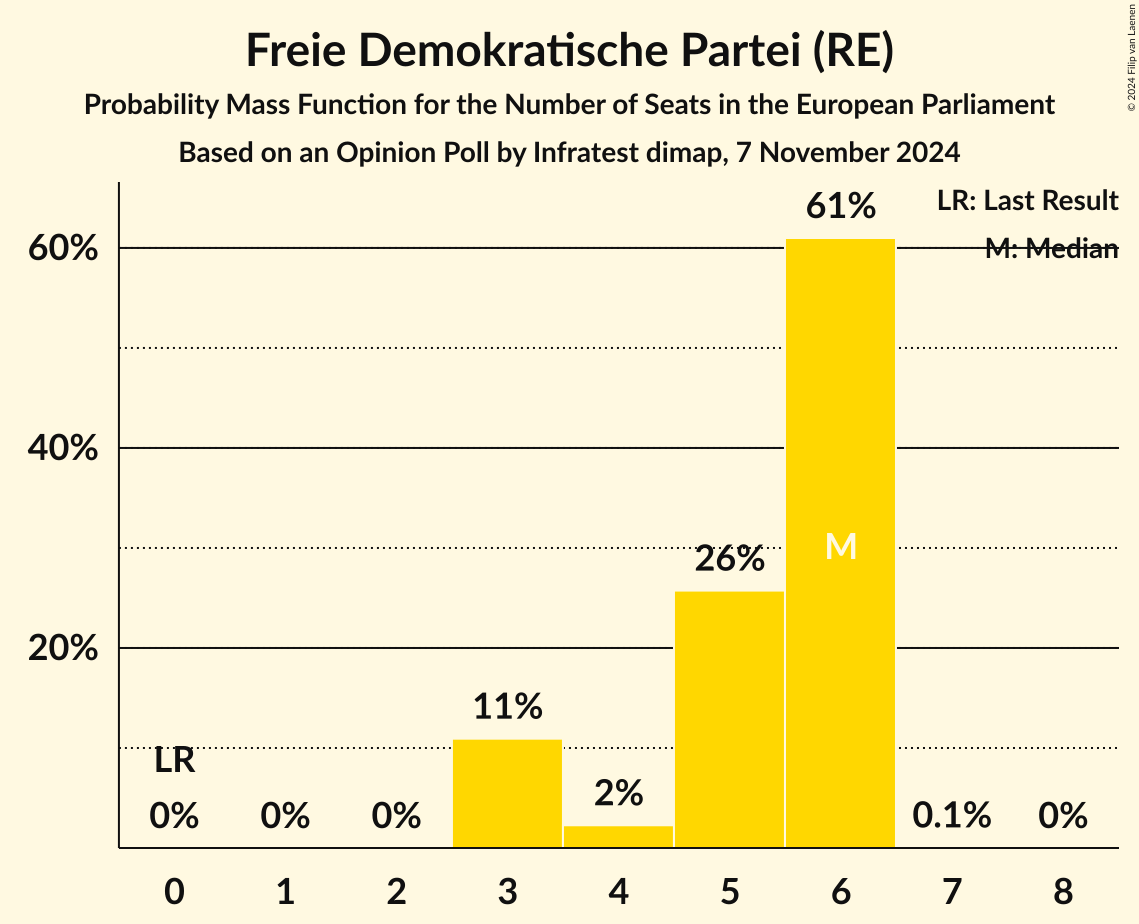 Freie Demokratische Partei (RE)
Probability Mass Function for the Number of Seats in the European Parliament
Based on an Opinion Poll by Infratest dimap, 7 November 2024
© 2024 Filip van Laenen
LR: Last Result
M: Median
61%
60%
40%
26%
M
20%
11%
LR
2%
0% 0% 0% 0.1% 0%
0 1 2 3 4 5 6 7 8